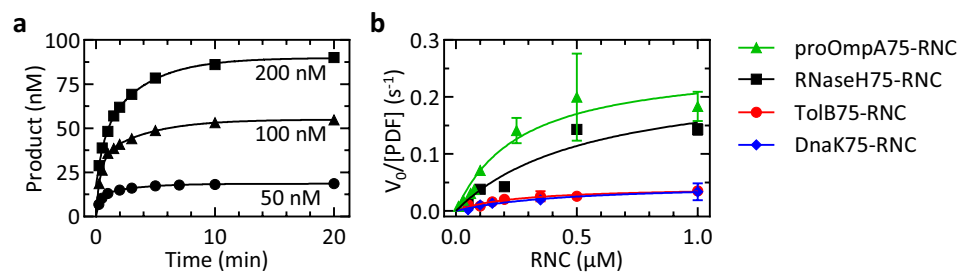 a
Product (nM)
100
75
50
25
0
200 nM
100 nM
50 nM
0
10
20
Time (min)
b
V₀/[PDF] (s⁻¹)
0.3
0.2
0.1
0.0
0.0
0.5
1.0
RNC (µM)
proOmpA75-RNC
RNaseH75-RNC
TolB75-RNC
DnaK75-RNC